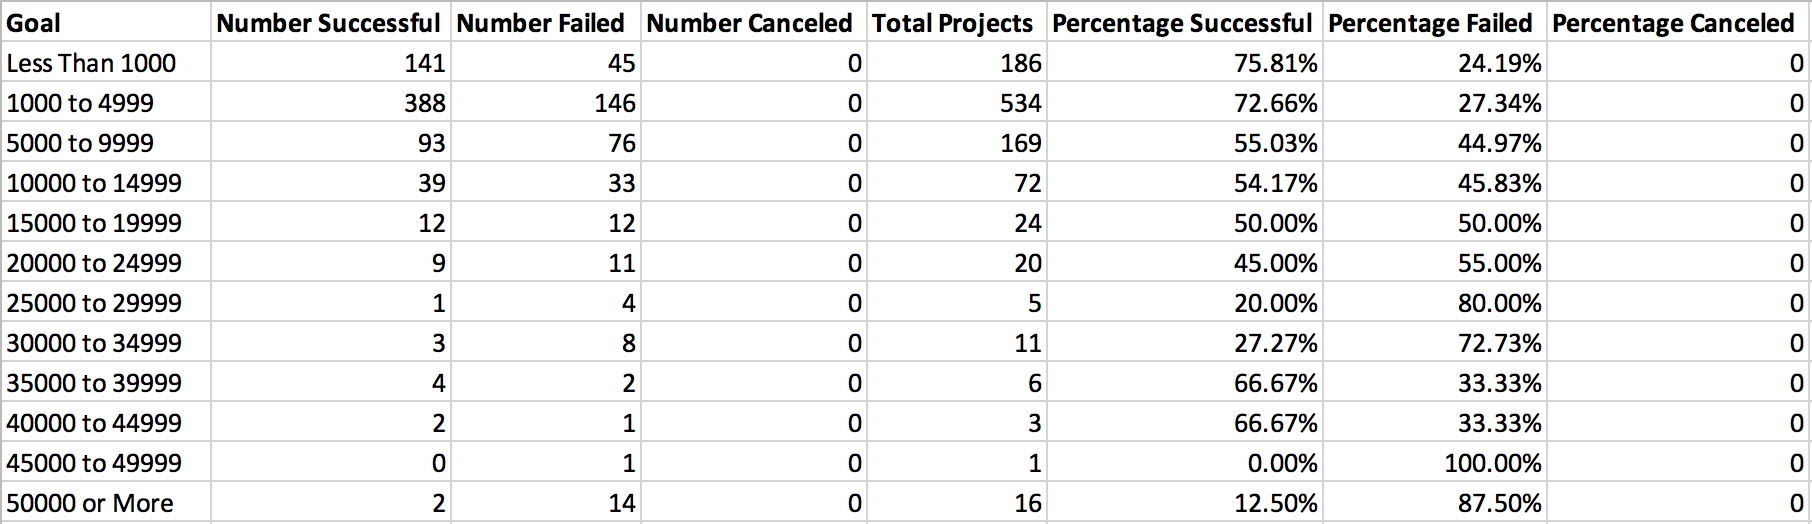 Goal Number Successful Number Failed Number Canceled Total Projects Percentage Successful Percentage Failed Percentage Canceled
Less Than 1000 141 45 0 186 75.81% 24.19% 0
1000 to 4999 388 146 0 534 72.66% 27.34% 0
5000 to 9999 93 76 0 169 55.03% 44.97% 0
10000 to 14999 39 33 0 72 54.17% 45.83% 0
15000 to 19999 12 12 0 24 50.00% 50.00% 0
20000 to 24999 9 11 0 20 45.00% 55.00% 0
25000 to 29999 1 4 0 5 20.00% 80.00% 0
30000 to 34999 3 8 0 11 27.27% 72.73% 0
35000 to 39999 4 2 0 6 66.67% 33.33% 0
40000 to 44999 2 1 0 3 66.67% 33.33% 0
45000 to 49999 0 1 0 1 0.00% 100.00% 0
50000 or More 2 14 0 16 12.50% 87.50% 0